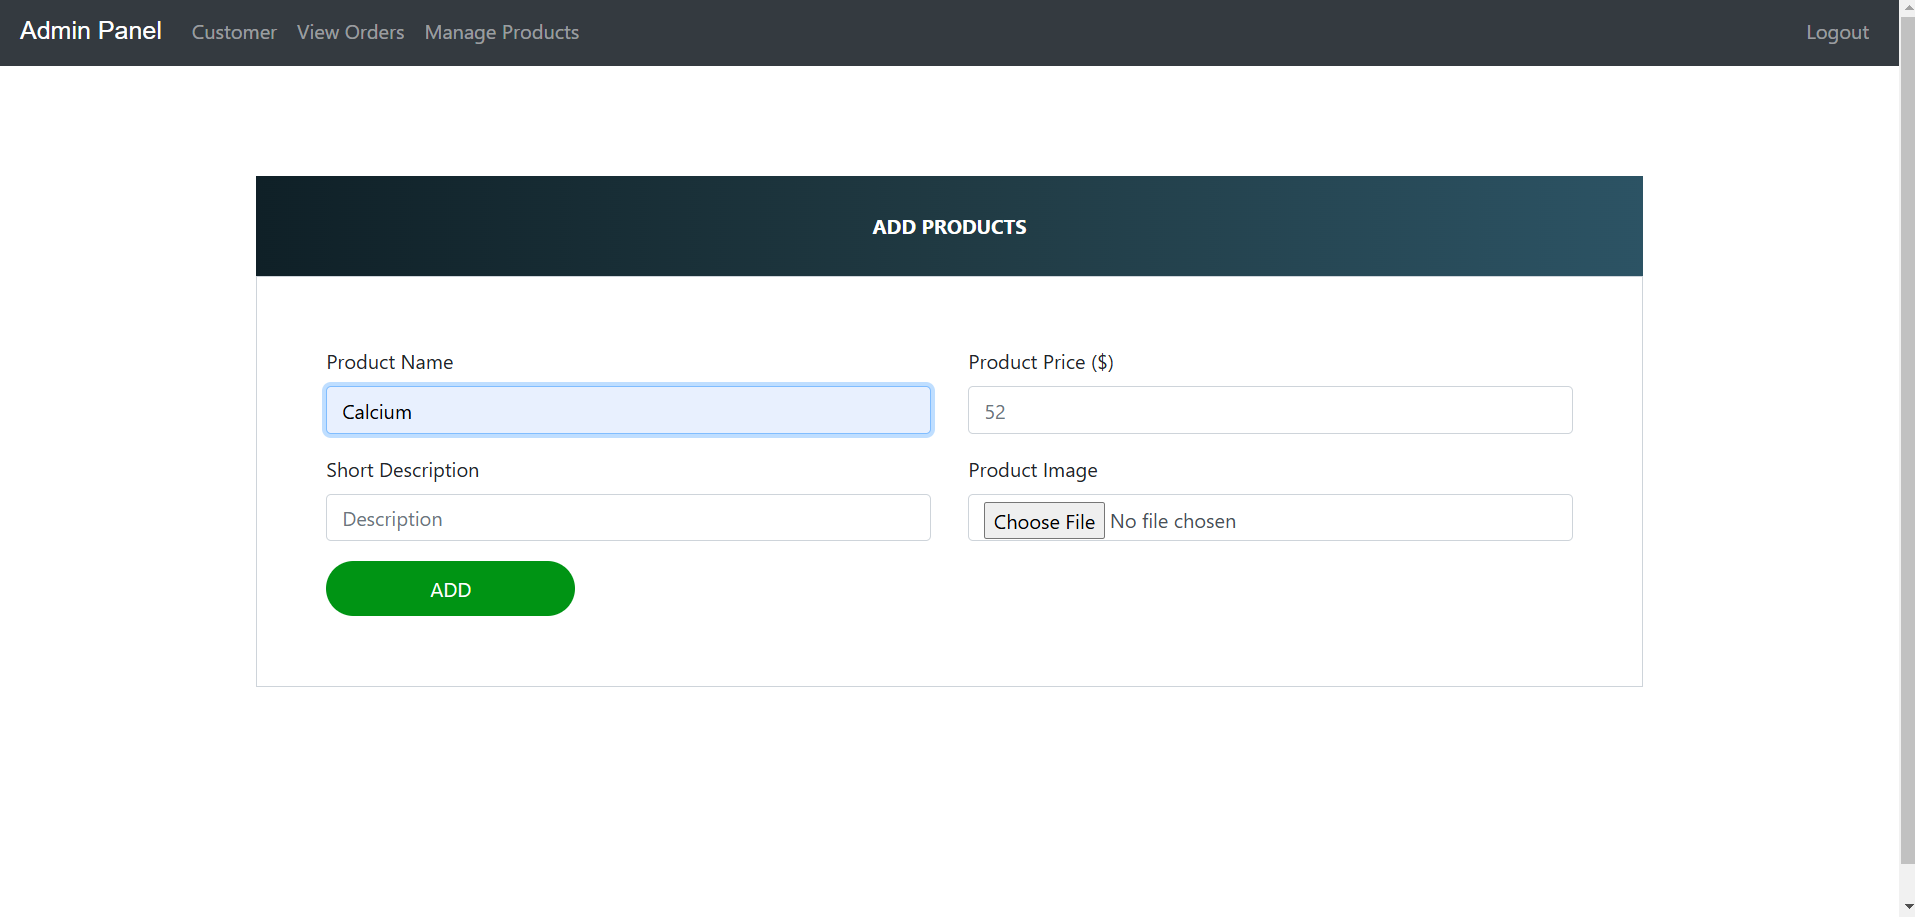 Admin Panel Customer View Orders Manage Products Logout
ADD PRODUCTS
Product Name Product Price ($)
Calcium 52
Short Description Product Image
Description Choose File No file chosen
ADD